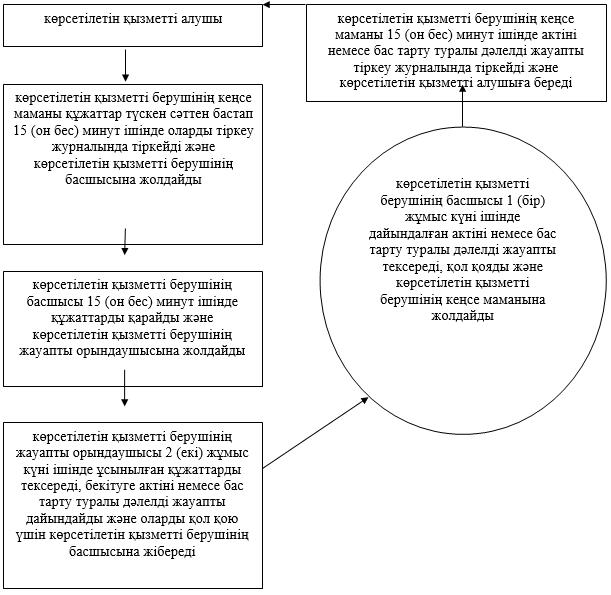 көрсетілетін қызметті алушы
көрсетілетін қызметті берушінің кеңсе
маманы құжаттар түскен сәттен бастап
15 (он бес) минут ішінде оларды тіркеу
журналында тіркейді және
көрсетілетін қызметті берушінің
басшысына жолдайды
көрсетілетін қызметті берушінің
басшысы 15 (он бес) минут ішінде
құжаттарды қарайды және
көрсетілетін қызметті берушінің
жауапты орындаушысына жолдайды
көрсетілетін қызметті берушінің
жауапты орындаушысы 2 (екі) жұмыс
күні ішінде ұсынылған құжаттарды
тексереді, бекітуге актіні немесе бас
тарту туралы дәлелді жауапты
дайындайды және оларды қол қою
үшін көрсетілетін қызметті берушінің
басшысына жібереді
көрсетілетін қызметті
берушінің басшысы 1 (бір)
жұмыс күні ішінде
дайындалған актіні немесе бас
тарту туралы дәлелді жауапты
тексереді, қол қояды және
көрсетілетін қызметті
берушінің кеңсе маманына
жолдайды
көрсетілетін қызметті берушінің кеңсе
маманы 15 (он бес) минут ішінде актіні
немесе бас тарту туралы дәлелді жауапты
тіркеу журналында тіркейді және
көрсетілетін қызметті алушыға береді